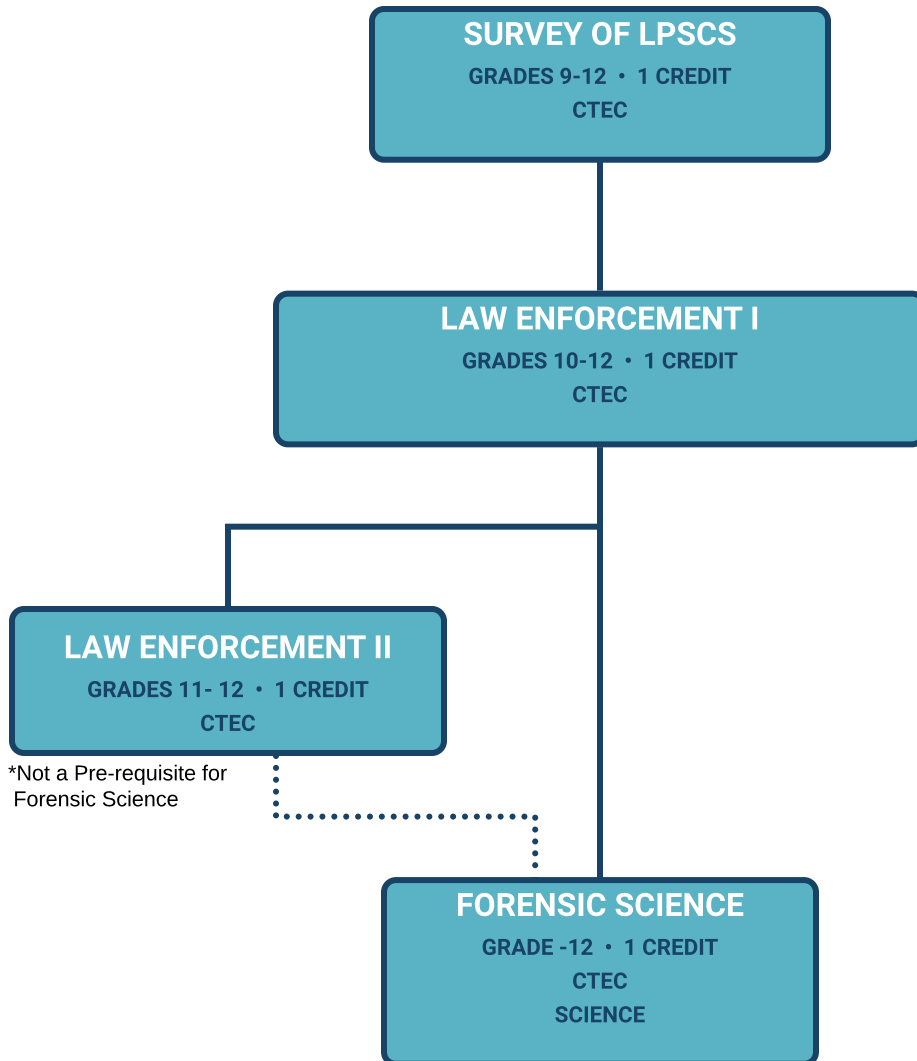 SURVEY OF LPSCS
GRADES 9-12 • 1 CREDIT
CTEC
LAW ENFORCEMENT I
GRADES 10-12 • 1 CREDIT
CTEC
LAW ENFORCEMENT II
GRADES 11- 12 • 1 CREDIT
CTEC
*Not a Pre-requisite for
Forensic Science
FORENSIC SCIENCE
GRADE -12 • 1 CREDIT
CTEC
SCIENCE